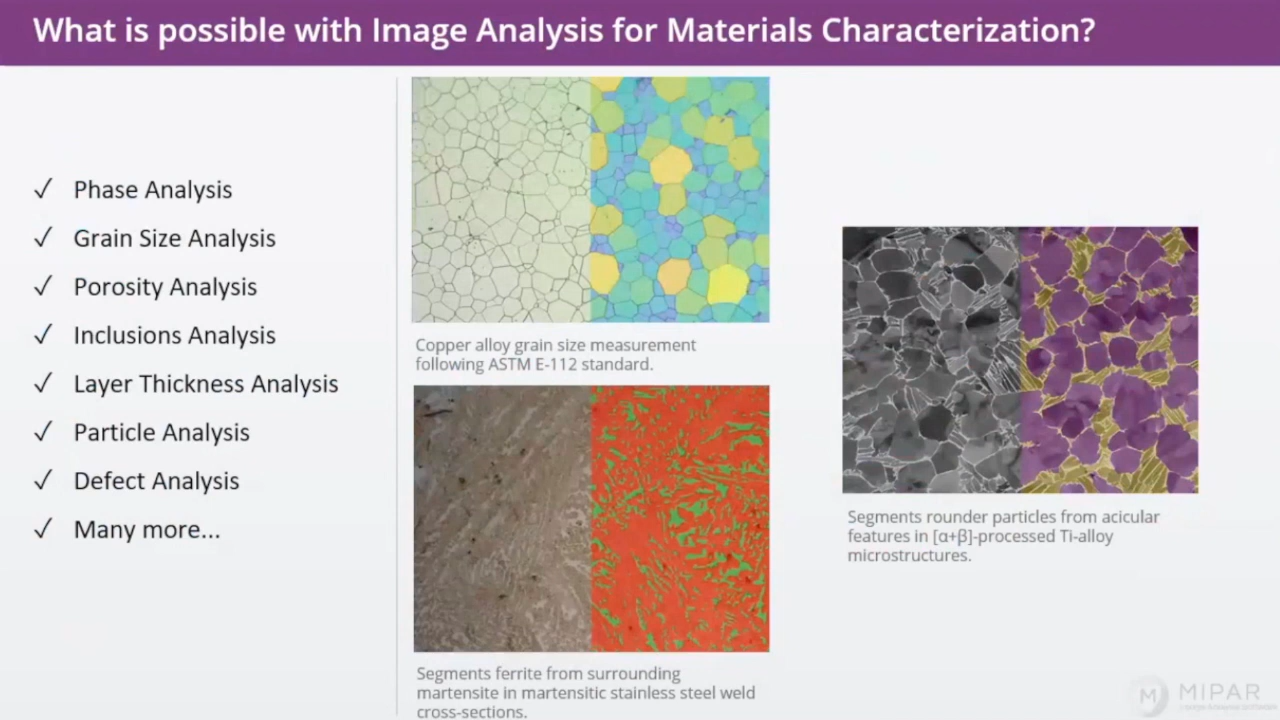 What is possible with Image Analysis for Materials Characterization?
✓ Phase Analysis
✓ Grain Size Analysis
✓ Porosity Analysis
✓ Inclusions Analysis
✓ Layer Thickness Analysis
✓ Particle Analysis
✓ Defect Analysis
✓ Many more...
Copper alloy grain size measurement
following ASTM E-112 standard.
Segments ferrite from surrounding
martensite in martensitic stainless steel weld
cross-sections.
Segments rounder particles from acicular
features in [α+β]-processed Ti-alloy
microstructures.
M MIPAR
Image Analysis Software